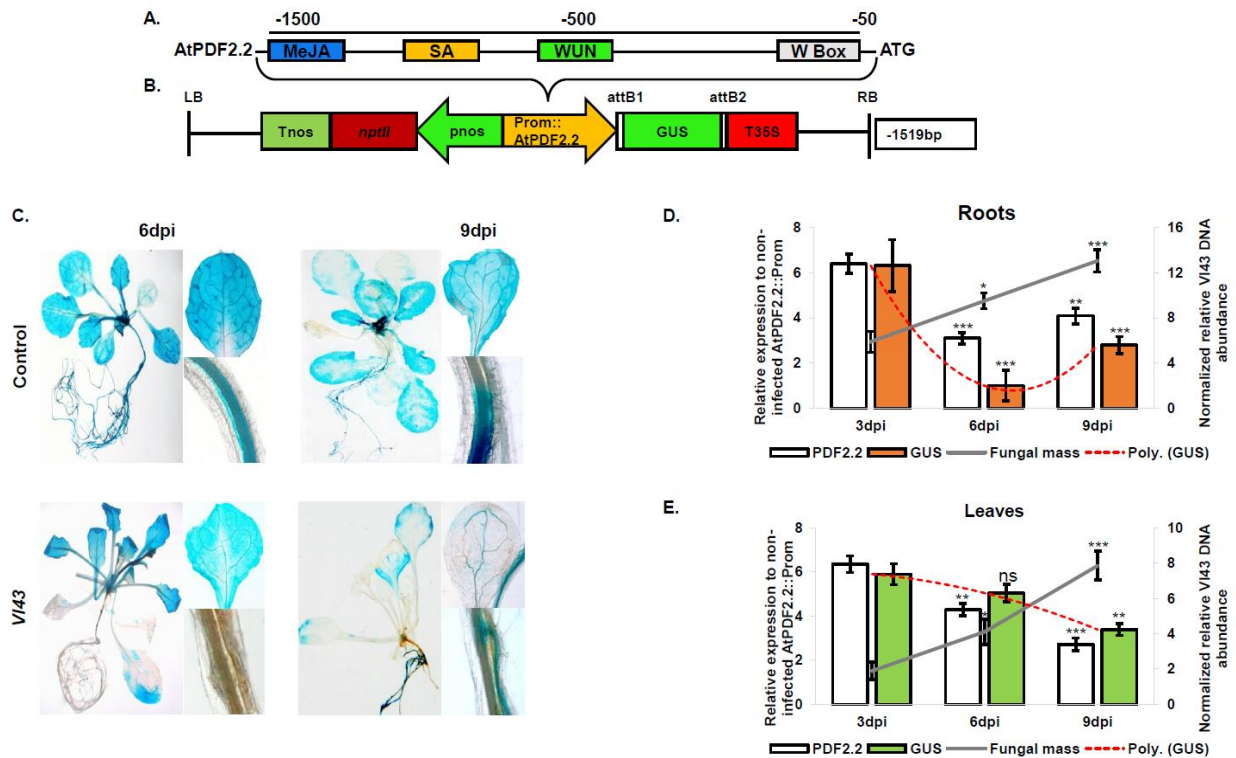 A.
-1500 -500 -50
AtPDF2.2 MeJA SA WUN W Box ATG
B.
LB attB1 attB2 RB
Tnos nptII pnos Prom:: AtPDF2.2 GUS T35S -1519bp
C.
6dpi 9dpi
Control
Vl43
D.
Roots
Relative expression to non-
infected AtPDF2.2::Prom
8
6
4
2
0
***
***
**
***
*
***
16
14
12
10
8
6
4
2
0
Normalized relative Vl43 DNA
abundance
3dpi 6dpi 9dpi
PDF2.2 GUS Fungal mass Poly. (GUS)
E.
Leaves
Relative expression to non-
infected AtPDF2.2::Prom
8
6
4
2
0
**
*
ns
***
***
**
10
8
6
4
2
0
Normalized relative Vl43 DNA
abundance
3dpi 6dpi 9dpi
PDF2.2 GUS Fungal mass Poly. (GUS)